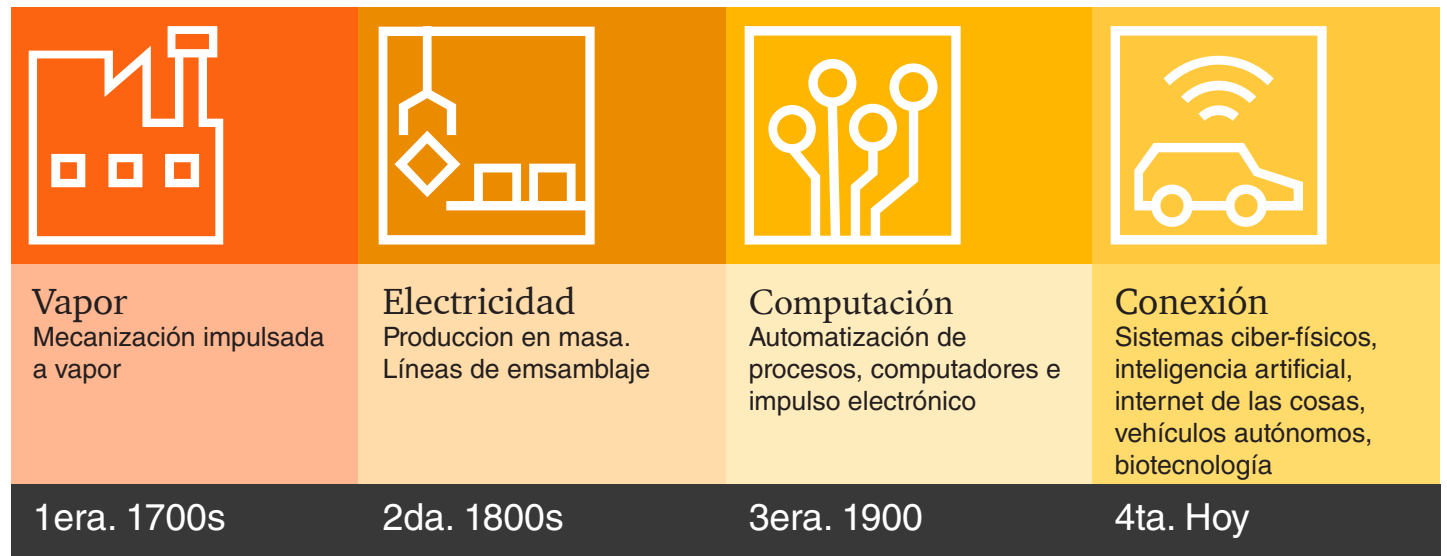 Vapor
Mecanización impulsada
a vapor
Electricidad
Produccion en masa.
Líneas de emsamblaje
Computación
Automatización de
procesos, computadores e
impulso electrónico
Conexión
Sistemas ciber-físicos,
inteligencia artificial,
internet de las cosas,
vehículos autónomos,
biotecnología
1era. 1700s
2da. 1800s
3era. 1900
4ta. Hoy